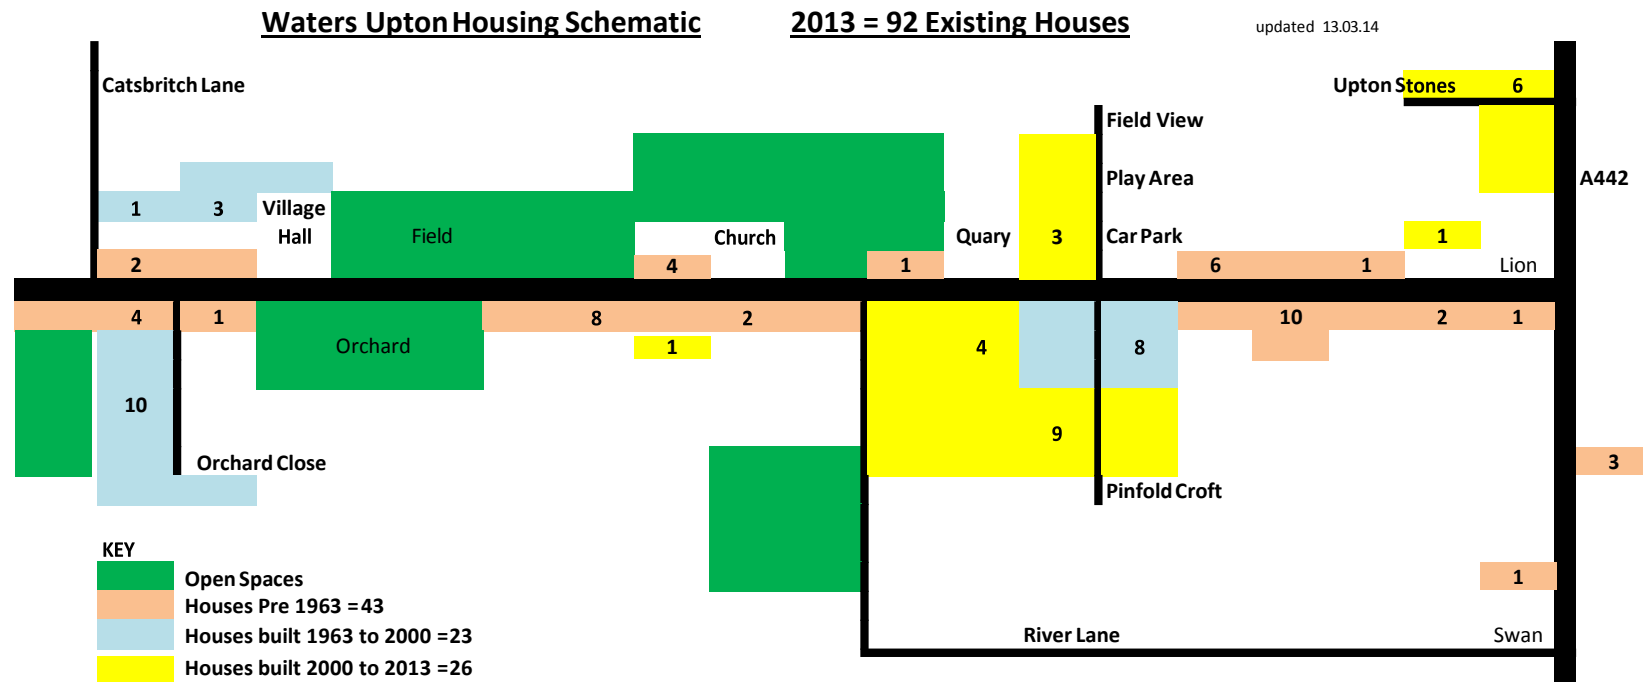 Waters Upton Housing Schematic 2013 = 92 Existing Houses updated 13.03.14
Catsbritch Lane Upton Stones 6
Field View
Play Area A442
1 3 Village
Hall Field Church Quary 3 Car Park 1
2 4 1 6 1 Lion
4 1 8 2 10 2 1
Orchard 1 4 8
10
9
Orchard Close 3
Pinfold Croft
KEY
Open Spaces 1
Houses Pre 1963 = 43
Houses built 1963 to 2000 =23 River Lane Swan
Houses built 2000 to 2013 =26